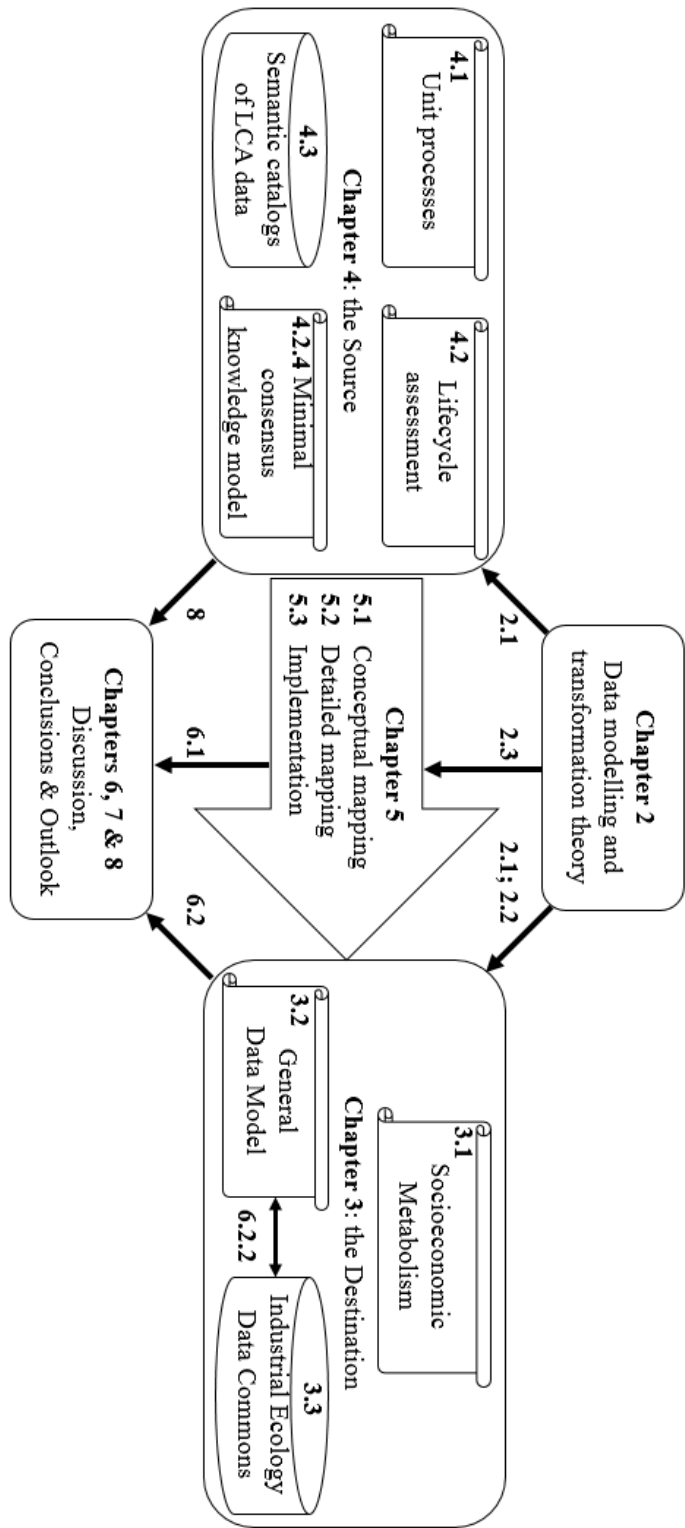 Chapter 2
Data modelling and
transformation theory
2.1
2.3
2.1; 2.2
4.1
Unit processes
4.2 Lifecycle
assessment
Chapter 4: the Source
4.3
Semantic catalogs
of LCA data
4.2.4 Minimal
consensus
knowledge model
Chapter 5
5.1 Conceptual mapping
5.2 Detailed mapping
5.3 Implementation
3.1
Socioeconomic
Metabolism
Chapter 3: the Destination
3.2
General
Data Model
6.2.2
3.3
Industrial Ecology
Data Commons
8
6.1
6.2
Chapters 6, 7 & 8
Discussion,
Conclusions & Outlook